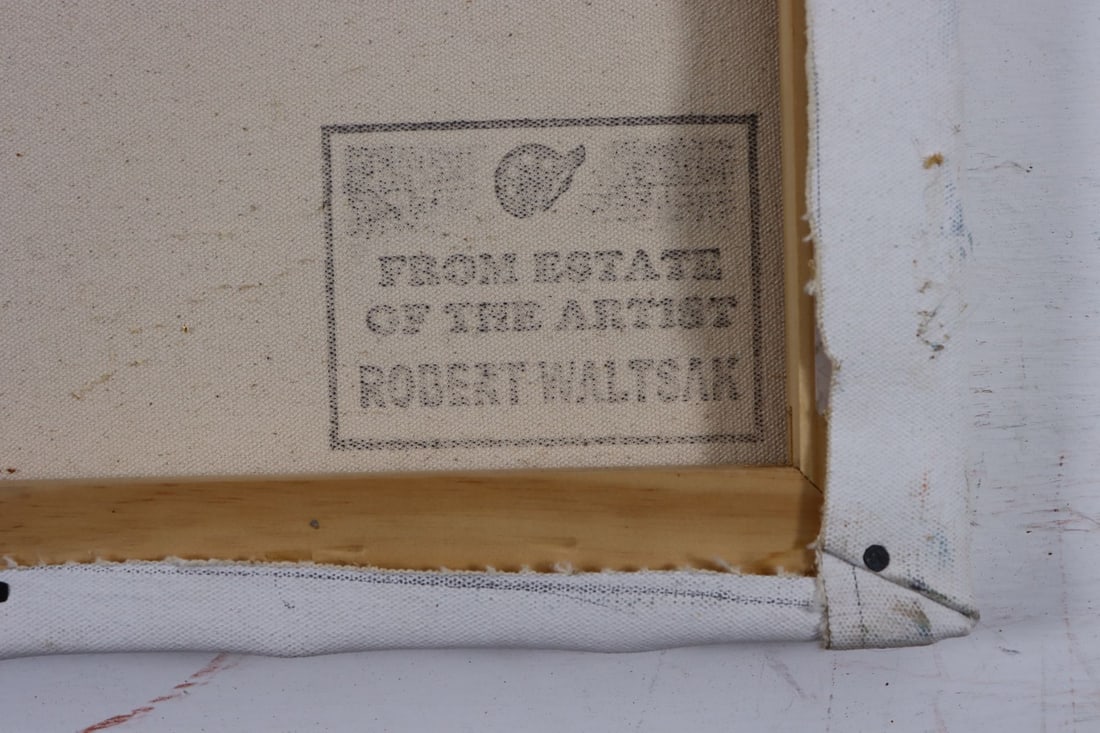 FROM ESTATE
OF THE ARTIST
ROBERT WALTSAK